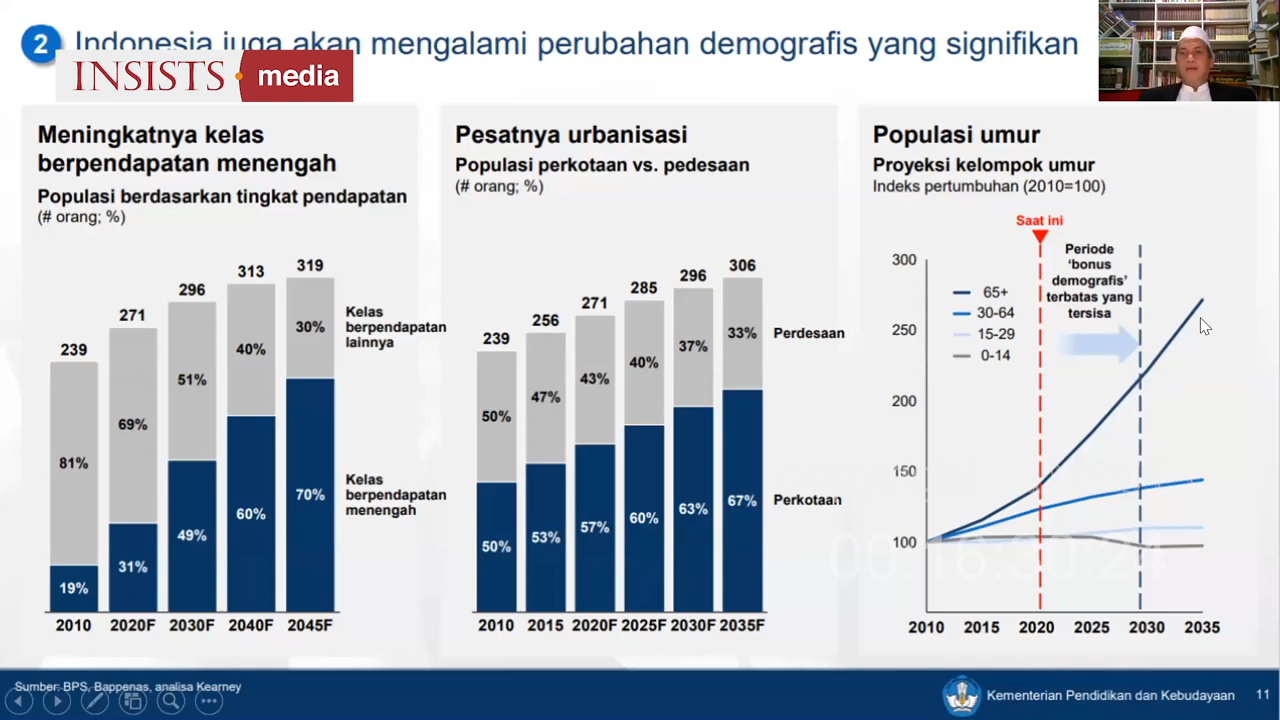 2
Indonesia juga akan mengalami perubahan demografis yang signifikan
INSISTS media
Meningkatnya kelas
berpendapatan menengah
Populasi berdasarkan tingkat pendapatan
(# orang; %)
239
271
296
313
319
81%
69%
51%
40%
30%
19%
31%
49%
60%
70%
Kelas
berpendapatan
lainnya
Kelas
berpendapatan
menengah
2010 2020F 2030F 2040F 2045F
Pesatnya urbanisasi
Populasi perkotaan vs. pedesaan
(# orang; %)
239
256
271
285
296
306
50%
47%
43%
40%
37%
33%
50%
53%
57%
60%
63%
67%
Perdesaan
Perkotaan
2010 2015 2020F 2025F 2030F 2035F
Populasi umur
Proyeksi kelompok umur
Indeks pertumbuhan (2010=100)
Saat ini
Periode
‘bonus
demografis’
terbatas yang
tersisa
300
250
200
150
100
65+
30-64
15-29
0-14
00:16:30:24
2010 2015 2020 2025 2030 2035
Sumber: BPS, Bappenas, analisa Kearney
Kementerian Pendidikan dan Kebudayaan
11